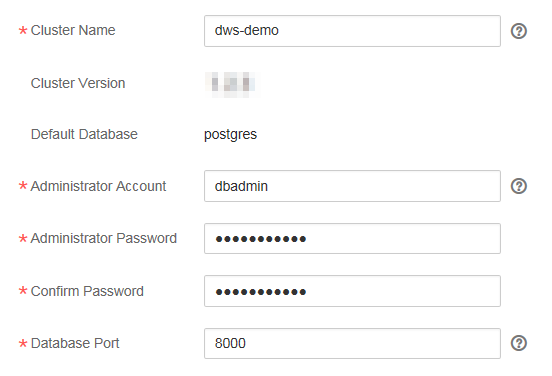 * Cluster Name dws-demo ?
Cluster Version
Default Database postgres
* Administrator Account dbadmin ?
* Administrator Password ●●●●●●●●●●●
* Confirm Password ●●●●●●●●●●●
* Database Port 8000 ?